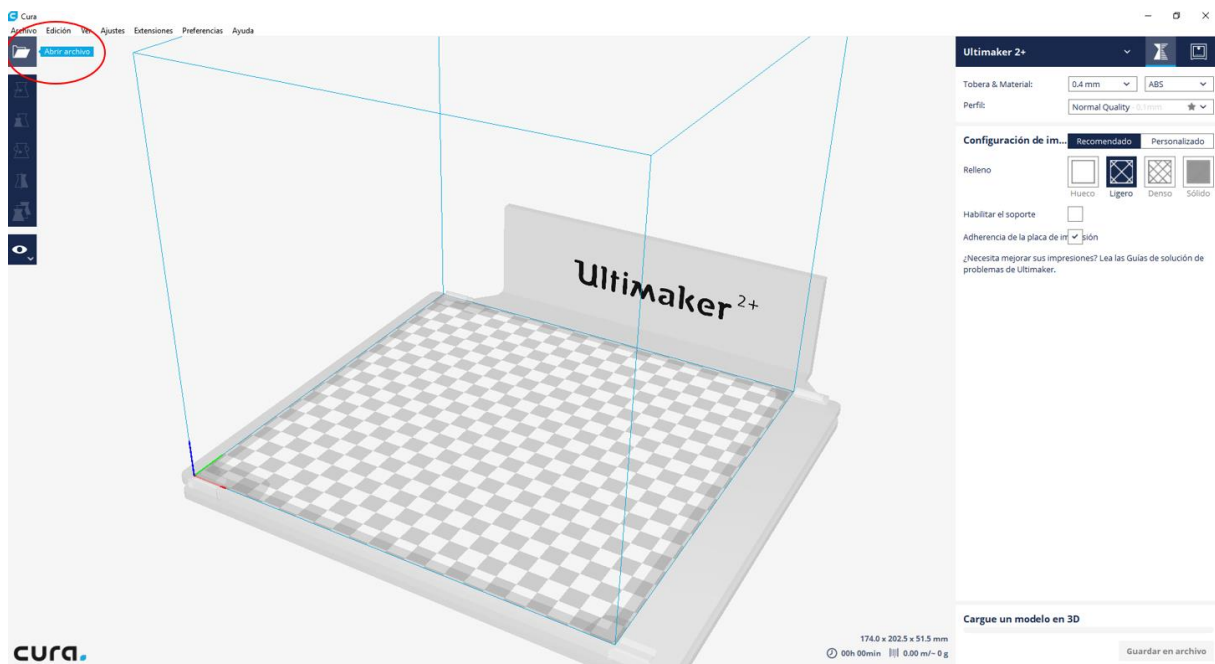 Cura
Archivo Edición Ver Ajustes Extensiones Preferencias Ayuda
Abrir archivo
Ultimaker 2+
Tobera & Material: 0.4 mm ABS
Perfil: Normal Quality - 0.1mm
Configuración de im... Recomendado Personalizado
Relleno
Hueco Ligero Denso Sólido
Habilitar el soporte
Adherencia de la placa de im sión
¿Necesita mejorar sus impresiones? Lea las Guías de solución de
problemas de Ultimaker.
Ultimaker 2+
174.0 x 202.5 x 51.5 mm
00h 00min 0.00 m/~ 0 g
Cargue un modelo en 3D
Guardar en archivo
cura.